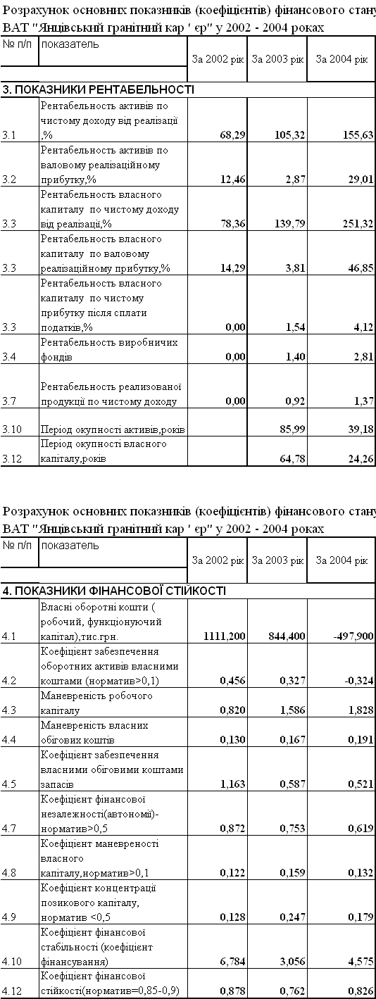 Розрахунок основних показників (коефіцієнтів) фінансового стану
ВАТ "Янцівський гранітний кар ' єр" у 2002 - 2004 роках
№ п/п показатель За 2002 рік За 2003 рік За 2004 рік
3. ПОКАЗНИКИ РЕНТАБЕЛЬНОСТІ
Рентабельность активів по
чистому доходу від реалізації
3.1 ,% 68,29 105,32 155,63
Рентабельность активів по
валовому реалізаційному
3.2 прибутку,% 12,46 2,87 29,01
Рентабельность власного
капиталу по чистому доходу
3.3 від реалізації,% 78,36 139,79 251,32
Рентабельность власного
капиталу по валовому
3.3 реалізаційному прибутку,% 14,29 3,81 46,85
Рентабельность власного
капиталу по чистому
прибутку після сплати
3.3 податків,% 0,00 1,54 4,12
Рентабельность виробничих
3.4 фондів 0,00 1,40 2,81
Рентабельность реализованої
3.7 продукції по чистому доходу 0,00 0,92 1,37
3.10 Період окупності активів,років 85,99 39,18
Період окупності власного
3.12 капіталу,років 64,78 24,26
Розрахунок основних показників (коефіцієнтів) фінансового стану
ВАТ "Янцівський гранітний кар ' єр" у 2002 - 2004 роках
№ п/п показатель За 2002 рік За 2003 рік За 2004 рік
4. ПОКАЗНИКИ ФІНАНСОВОЇ СТІЙКОСТІ
Власні оборотні кошти (
робочий, функціонуючий
4.1 капітал),тис.грн. 1111,200 844,400 -497,900
Коефіцієнт забезпечення
оборотних активів власними
4.2 коштами (норматив>0,1) 0,456 0,327 -0,324
Маневреність робочого
4.3 капіталу 0,820 1,586 1,828
Маневреність власних
4.4 обігових коштів 0,130 0,167 0,191
Коефіцієнт забезпечення
власними обіговими коштами
4.5 запасів 1,163 0,587 0,521
Коефіцієнт фінансової
незалежності(автономії)-
4.7 норматив>0,5 0,872 0,753 0,619
Коефіцієнт маневреності
власного
4.8 капіталу,норматив>0,1 0,122 0,159 0,132
Коефіцієнт концентрації
позикового капіталу,
4.9 норматив <0,5 0,128 0,247 0,179
Коефіцієнт фінансової
стабільності (коефіцієнт
4.10 фінансування) 6,784 3,056 4,575
Коефіцієнт фінансової
4.12 стійкості(норматив=0,85-0,9) 0,878 0,762 0,826